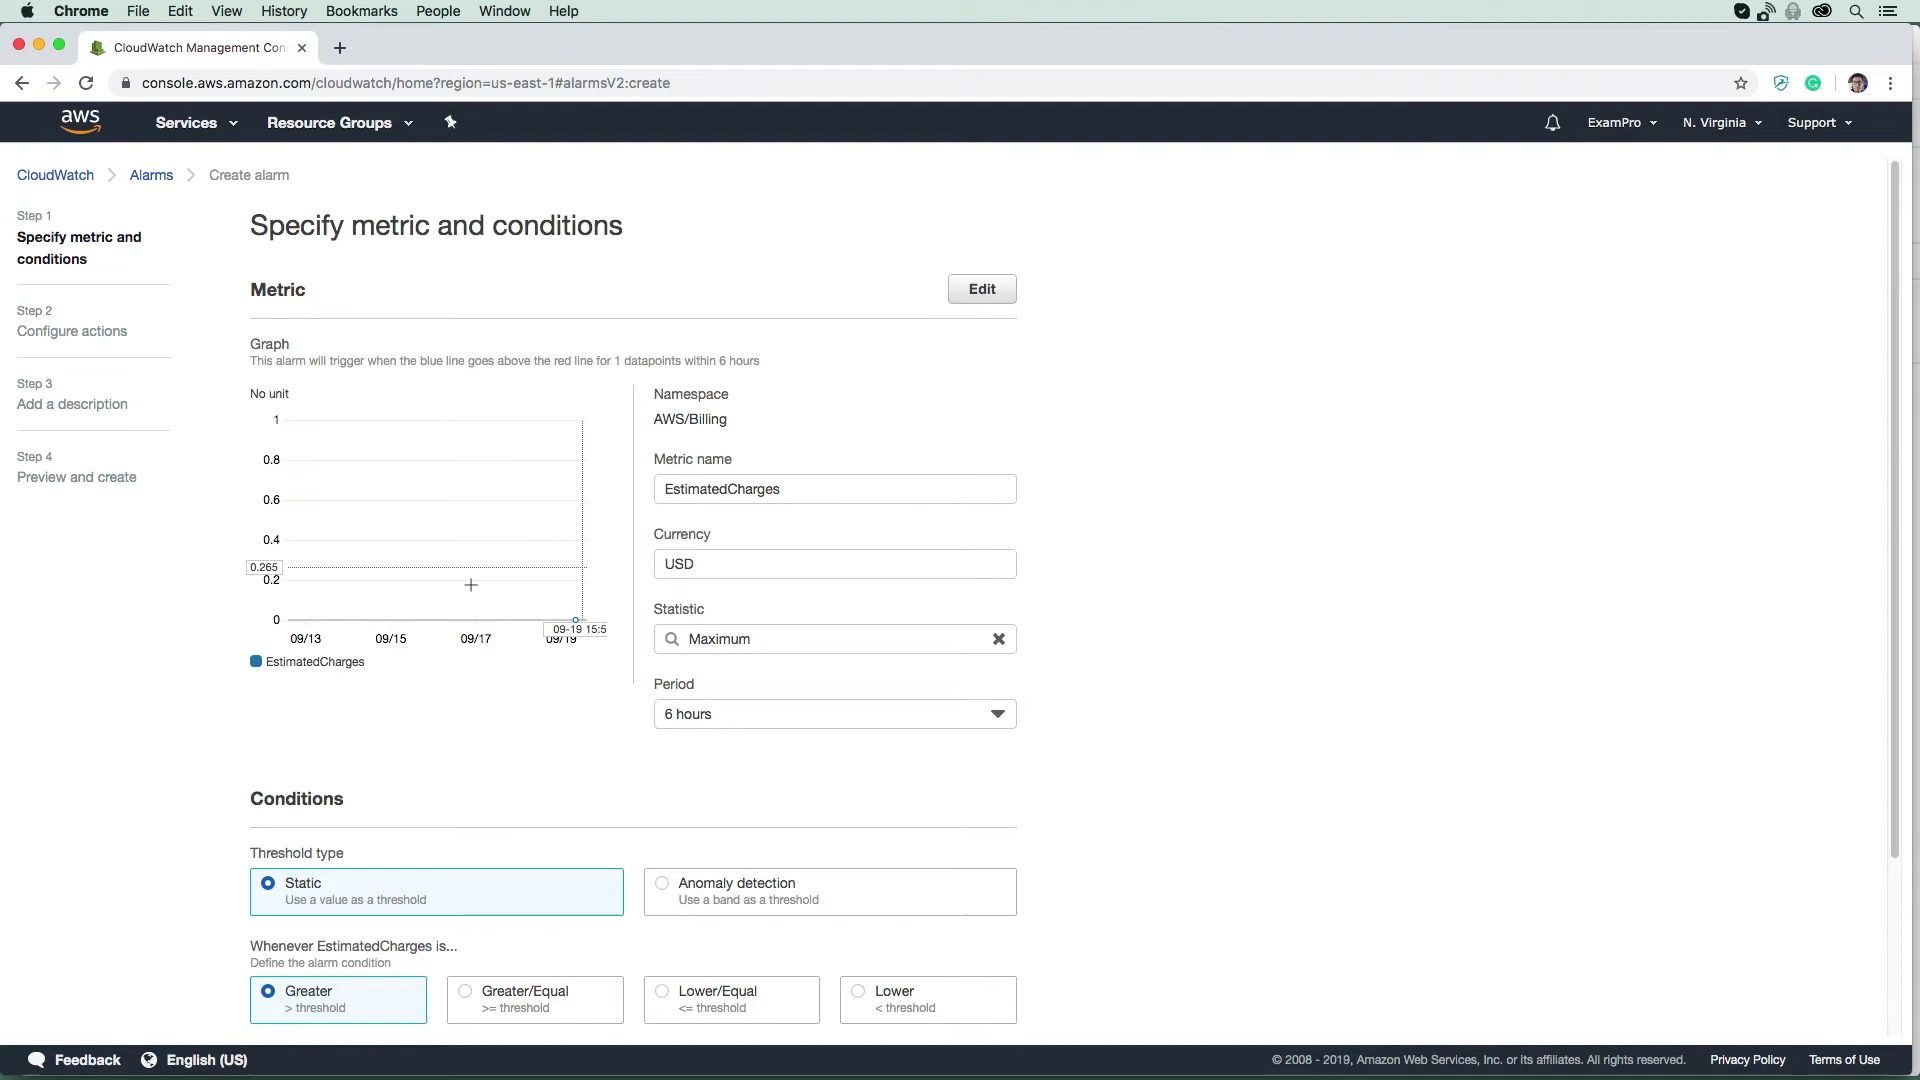 Chrome File Edit View History Bookmarks People Window Help
CloudWatch Management Con
console.aws.amazon.com/cloudwatch/home?region=us-east-1#alarmsV2:create
aws Services Resource Groups ExamPro N. Virginia Support
CloudWatch Alarms Create alarm
Step 1
Specify metric and
conditions
Step 2
Configure actions
Step 3
Add a description
Step 4
Preview and create
Specify metric and conditions
Metric
Edit
Graph
This alarm will trigger when the blue line goes above the red line for 1 datapoints within 6 hours
No unit
1
0.8
0.6
0.4
0.265
0.2
0
09-19 15:5
09/13 09/15 09/17 09/19
EstimatedCharges
Namespace
AWS/Billing
Metric name
EstimatedCharges
Currency
USD
Statistic
Maximum
Period
6 hours
Conditions
Threshold type
Static
Use a value as a threshold
Anomaly detection
Use a band as a threshold
Whenever EstimatedCharges is...
Define the alarm condition
Greater
> threshold
Greater/Equal
>= threshold
Lower/Equal
<= threshold
Lower
< threshold
Feedback English (US) © 2008 - 2019, Amazon Web Services, Inc. or its affiliates. All rights reserved. Privacy Policy Terms of Use